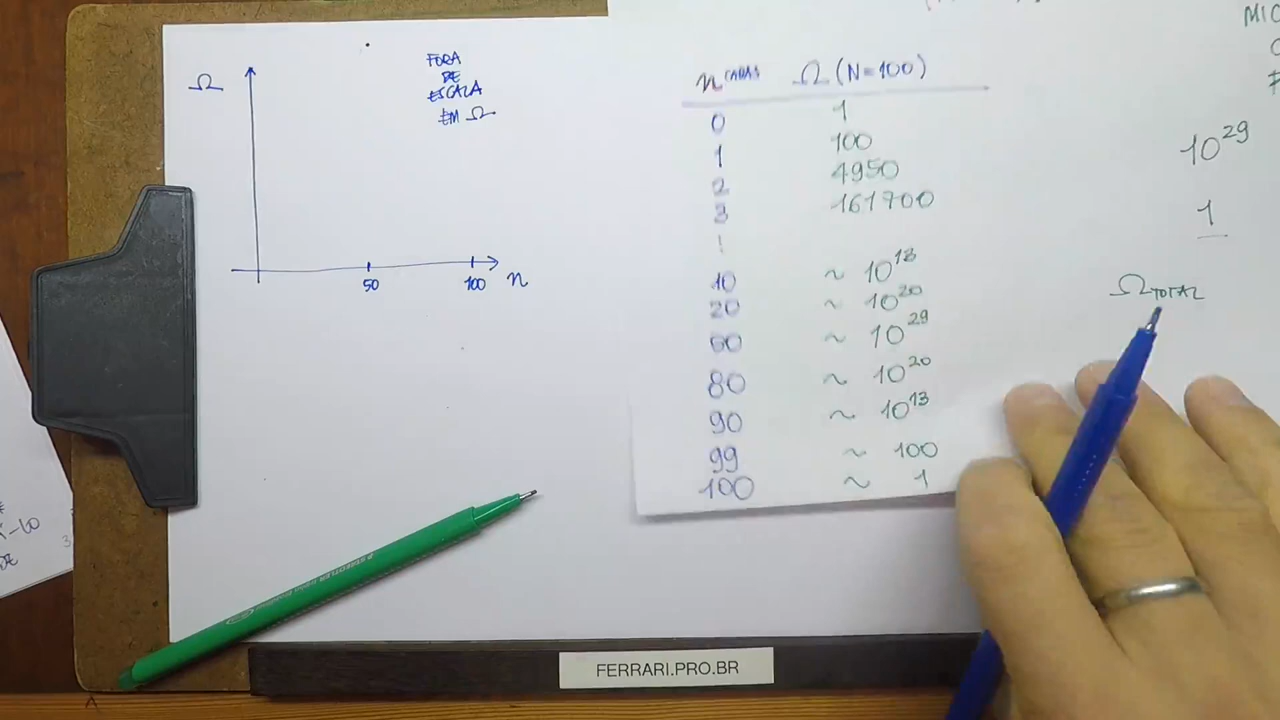 Ω
FORA
DE
ESCALA
EM Ω
50
100
n
n CARAS Ω (N=100)
0 1
1 100
2 4950
3 161700
10 ~ 10^13
20 ~ 10^20
60 ~ 10^29
80 ~ 10^20
90 ~ 10^13
99 ~ 100
100 ~ 1
10^29
1
Ω TOTAL
FERRARI.PRO.BR